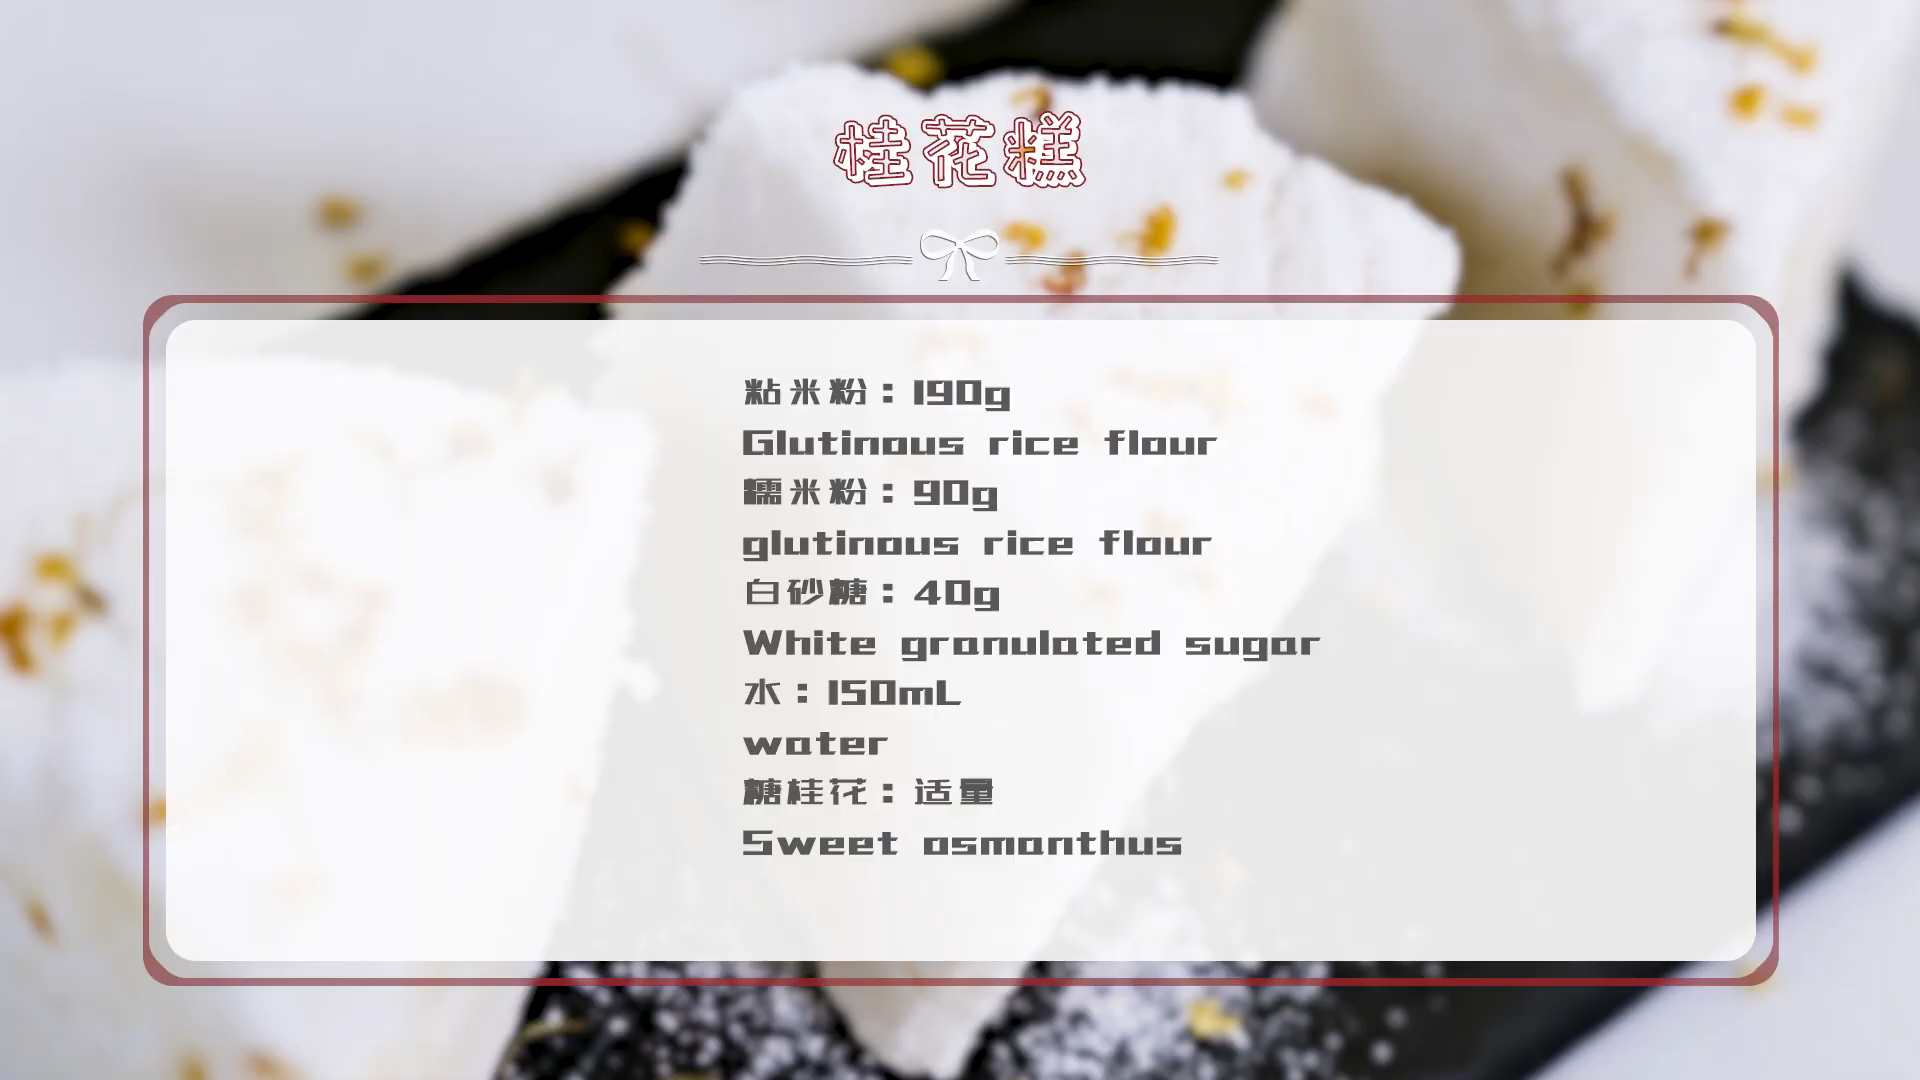 桂花糕
粘米粉：190g
Glutinous rice flour
糯米粉：90g
glutinous rice flour
白砂糖：40g
White granulated sugar
水：150mL
water
糖桂花：适量
Sweet osmanthus